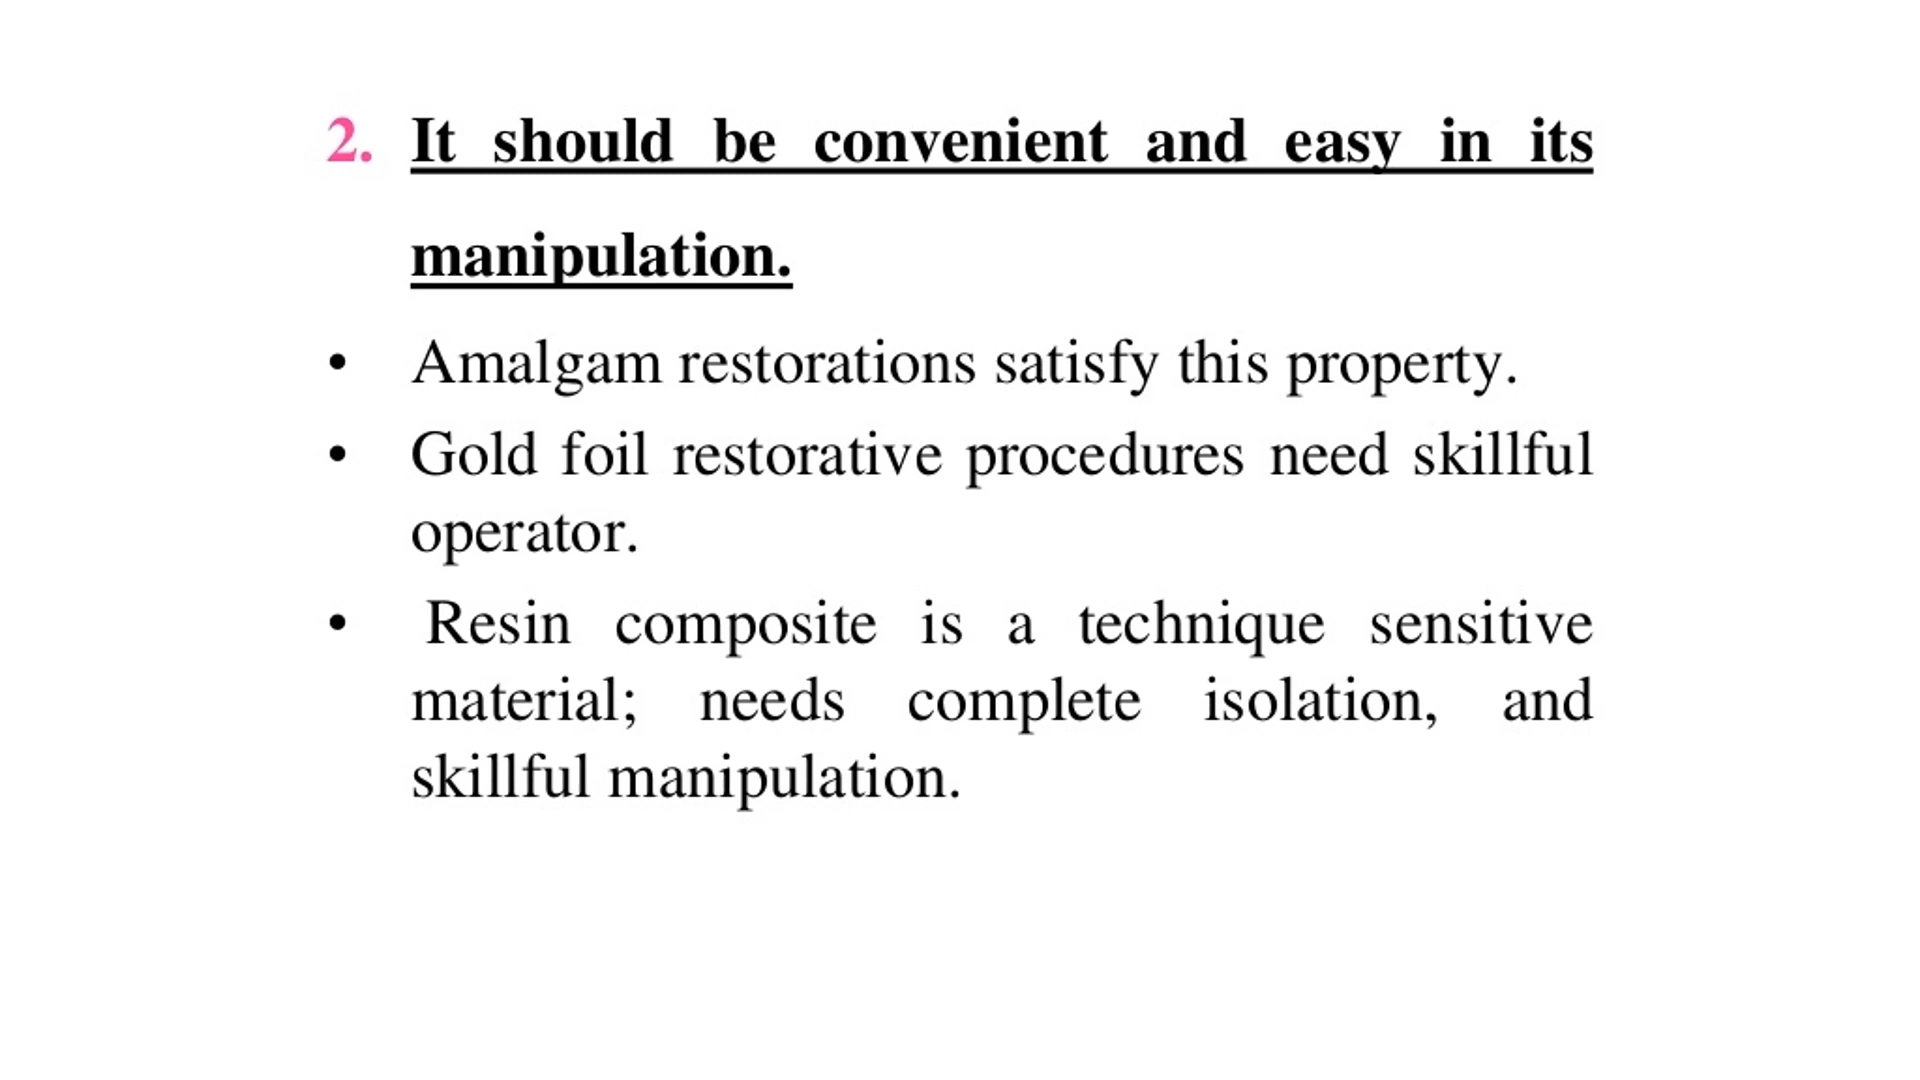 2. It should be convenient and easy in its
manipulation.
• Amalgam restorations satisfy this property.
• Gold foil restorative procedures need skillful
operator.
• Resin composite is a technique sensitive
material; needs complete isolation, and
skillful manipulation.